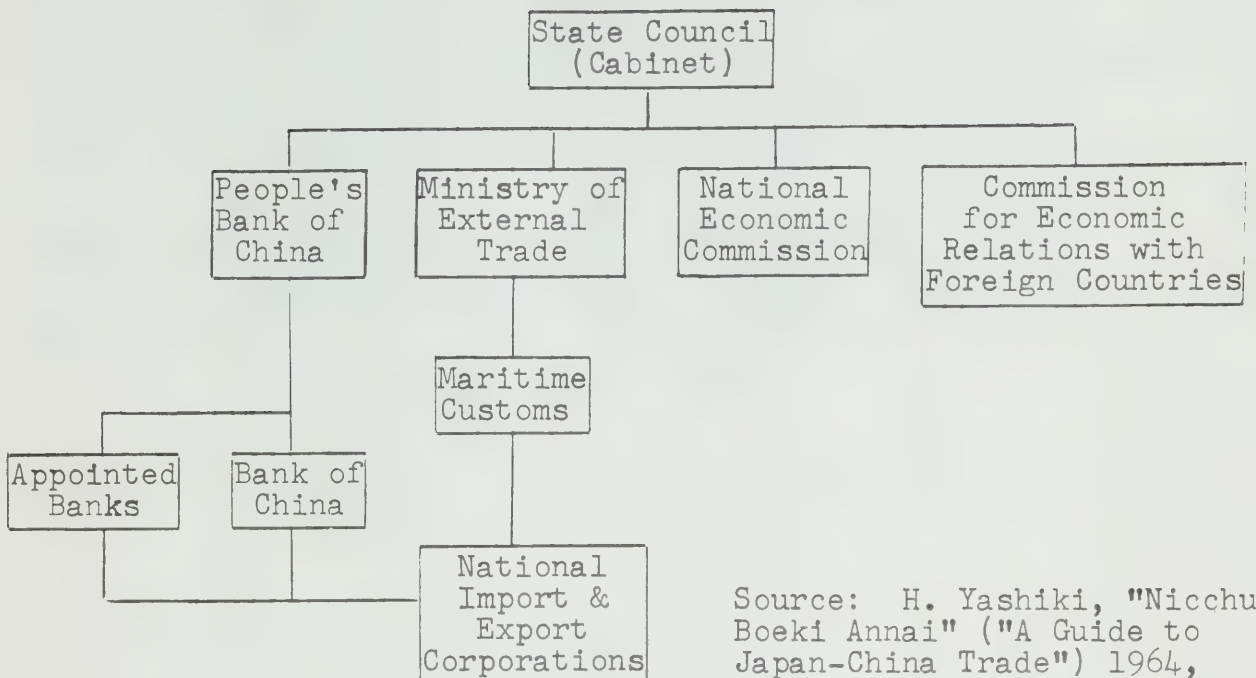 State Council
(Cabinet)
People's
Bank of
China
Ministry of
External
Trade
National
Economic
Commission
Commission
for Economic
Relations with
Foreign Countries
Maritime
Customs
Appointed
Banks
Bank of
China
National
Import &
Export
Corporations
Source: H. Yashiki, "Nicchu
Boeki Annai" ("A Guide to
Japan-China Trade") 1964,